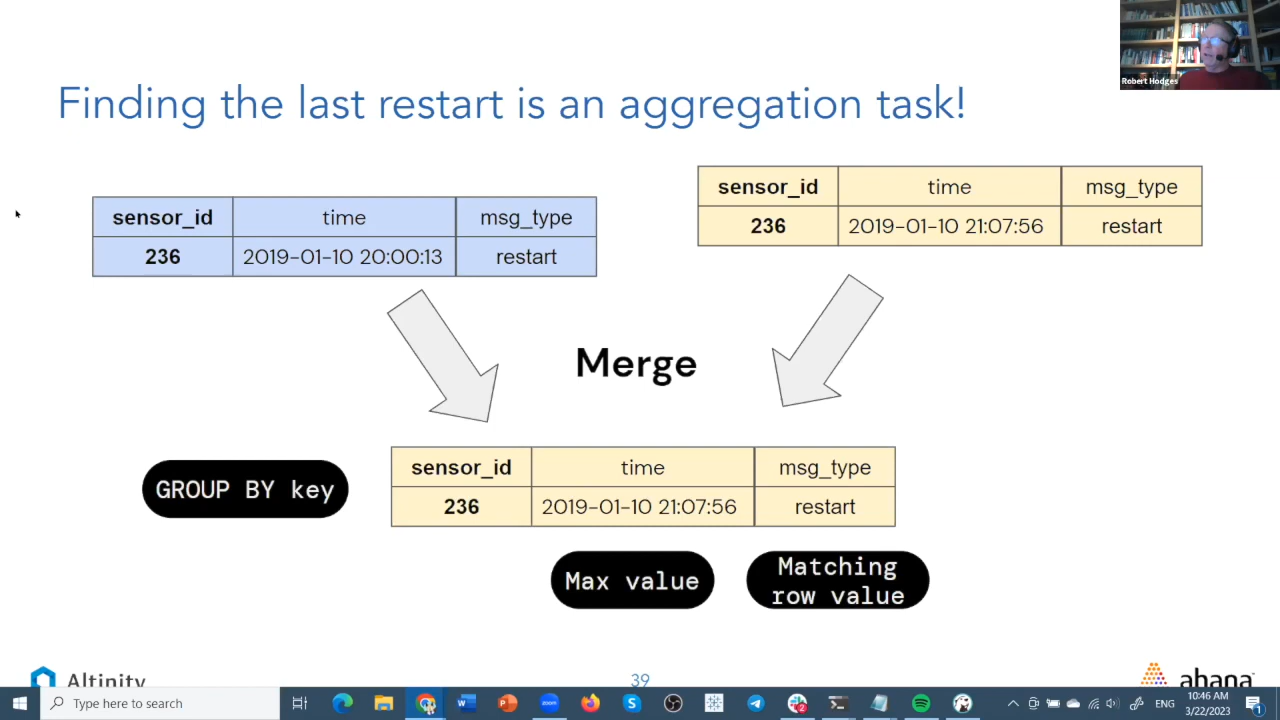 Robert Hodges
Finding the last restart is an aggregation task!
sensor_id time msg_type
236 2019-01-10 20:00:13 restart
sensor_id time msg_type
236 2019-01-10 21:07:56 restart
Merge
GROUP BY key
sensor_id time msg_type
236 2019-01-10 21:07:56 restart
Max value
Matching
row value
Altinity
39
ahana
Type here to search
zoom
2
ENG
10:46 AM
3/22/2023
1